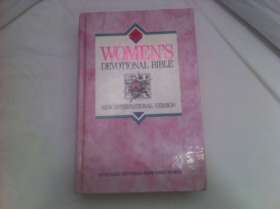 WOMEN'S
DEVOTIONAL BIBLE
NEW INTERNATIONAL VERSION